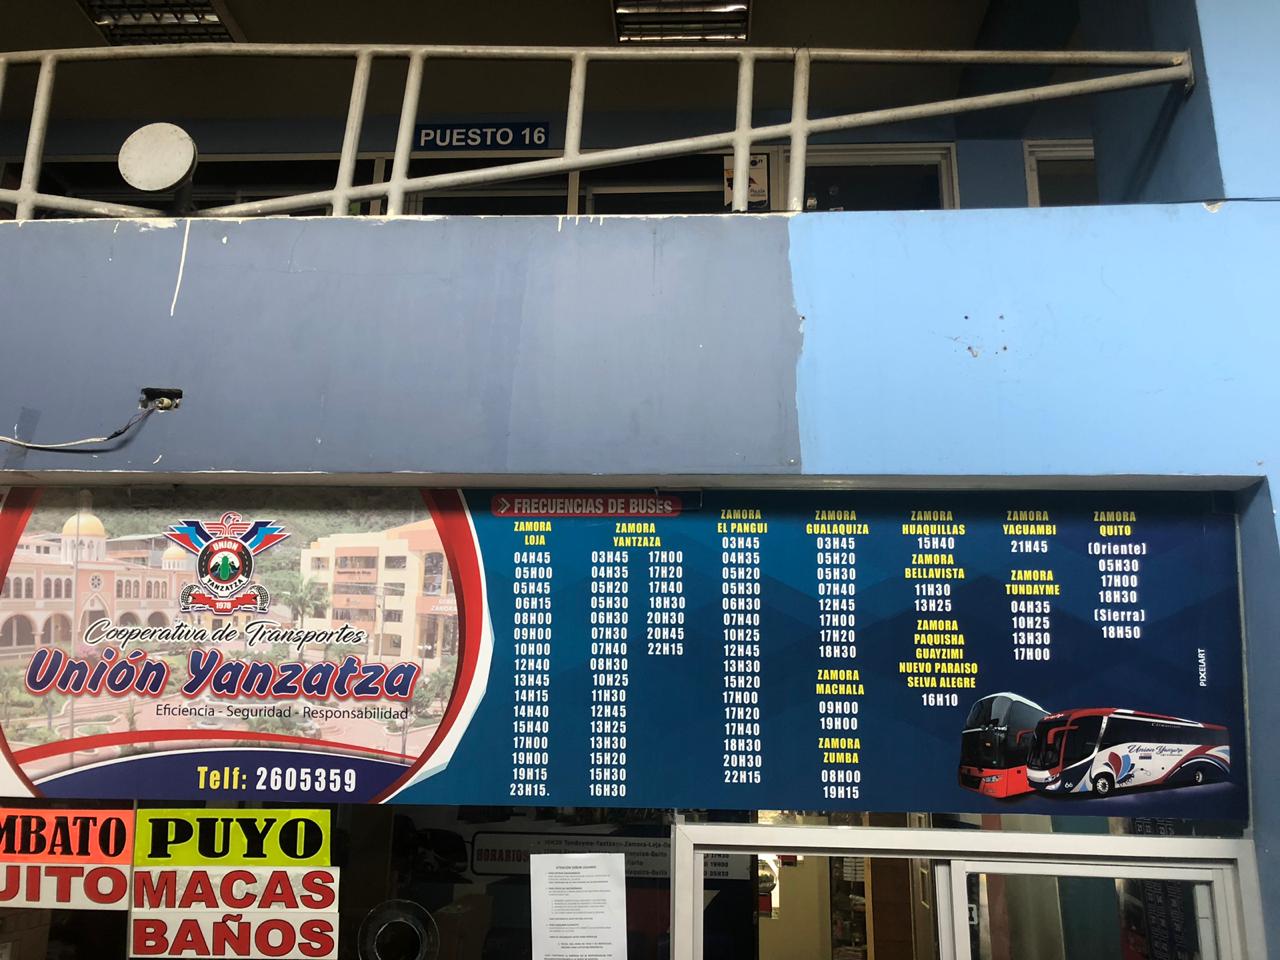 PUESTO 16
FRECUENCIAS DE BUSES
UNION
YANTZAZA
1978
Cooperativa de Transportes
Unión Yanzatza
Eficiencia - Seguridad - Responsabilidad
Telf: 2605359
ZAMORA
LOJA
04H45
05H00
05H45
06H15
08H00
09H00
10H00
12H40
13H45
14H15
14H40
15H40
17H00
19H00
19H15
23H15.
ZAMORA
YANTZAZA
03H45 17H00
04H35 17H20
05H20 17H40
05H30 18H30
06H30 20H30
07H30 20H45
07H40 22H15
08H30
10H25
11H30
12H45
13H25
13H30
15H20
15H30
16H30
ZAMORA
EL PANGUI
03H45
04H35
05H20
05H30
06H30
07H40
10H25
12H45
13H30
15H20
17H00
17H20
17H40
18H30
20H30
22H15
ZAMORA
GUALAQUIZA
03H45
05H20
05H30
07H40
12H45
17H00
17H20
18H30
ZAMORA
MACHALA
09H00
19H00
ZAMORA
ZUMBA
08H00
19H15
ZAMORA
HUAQUILLAS
15H40
ZAMORA
BELLAVISTA
11H30
13H25
ZAMORA
PAQUISHA
GUAYZIMI
NUEVO PARAISO
SELVA ALEGRE
16H10
ZAMORA
YACUAMBI
21H45
ZAMORA
TUNDAYME
04H35
10H25
13H30
17H00
ZAMORA
QUITO
(Oriente)
05H30
17H00
18H30
(Sierra)
18H50
PIXELART
Union Yanzatza
66
MBATO
UITO
PUYO
MACAS
BAÑOS
HORARIOS